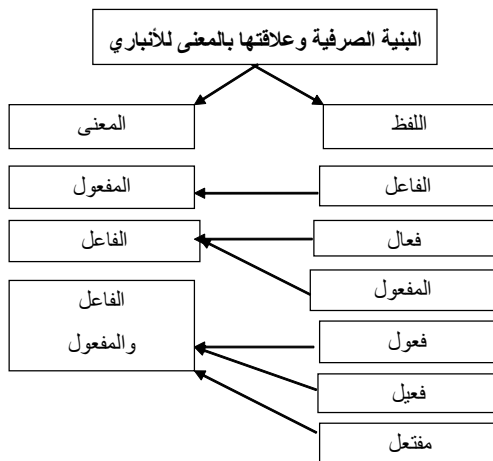 البنية الصرفية وعلاقتها بالمعنى للأنباري
اللفظ
المعنى
الفاعل
المفعول
فعال
الفاعل
المفعول
الفاعل
والمفعول
فعول
فعيل
مفتعل